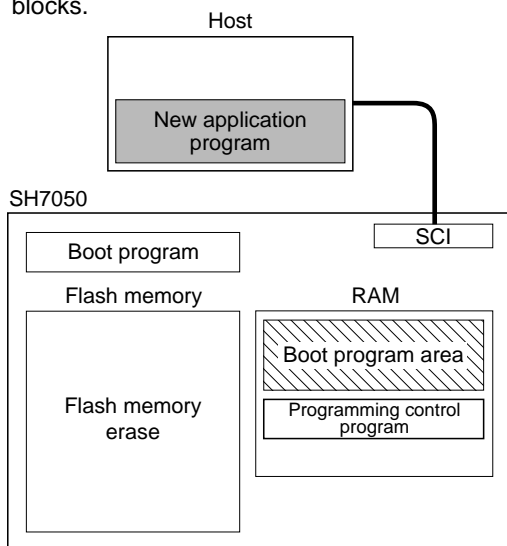 blocks.
Host
New application
program
SH7050
SCI
Boot program
Flash memory
RAM
Boot program area
Flash memory
erase
Programming control
program